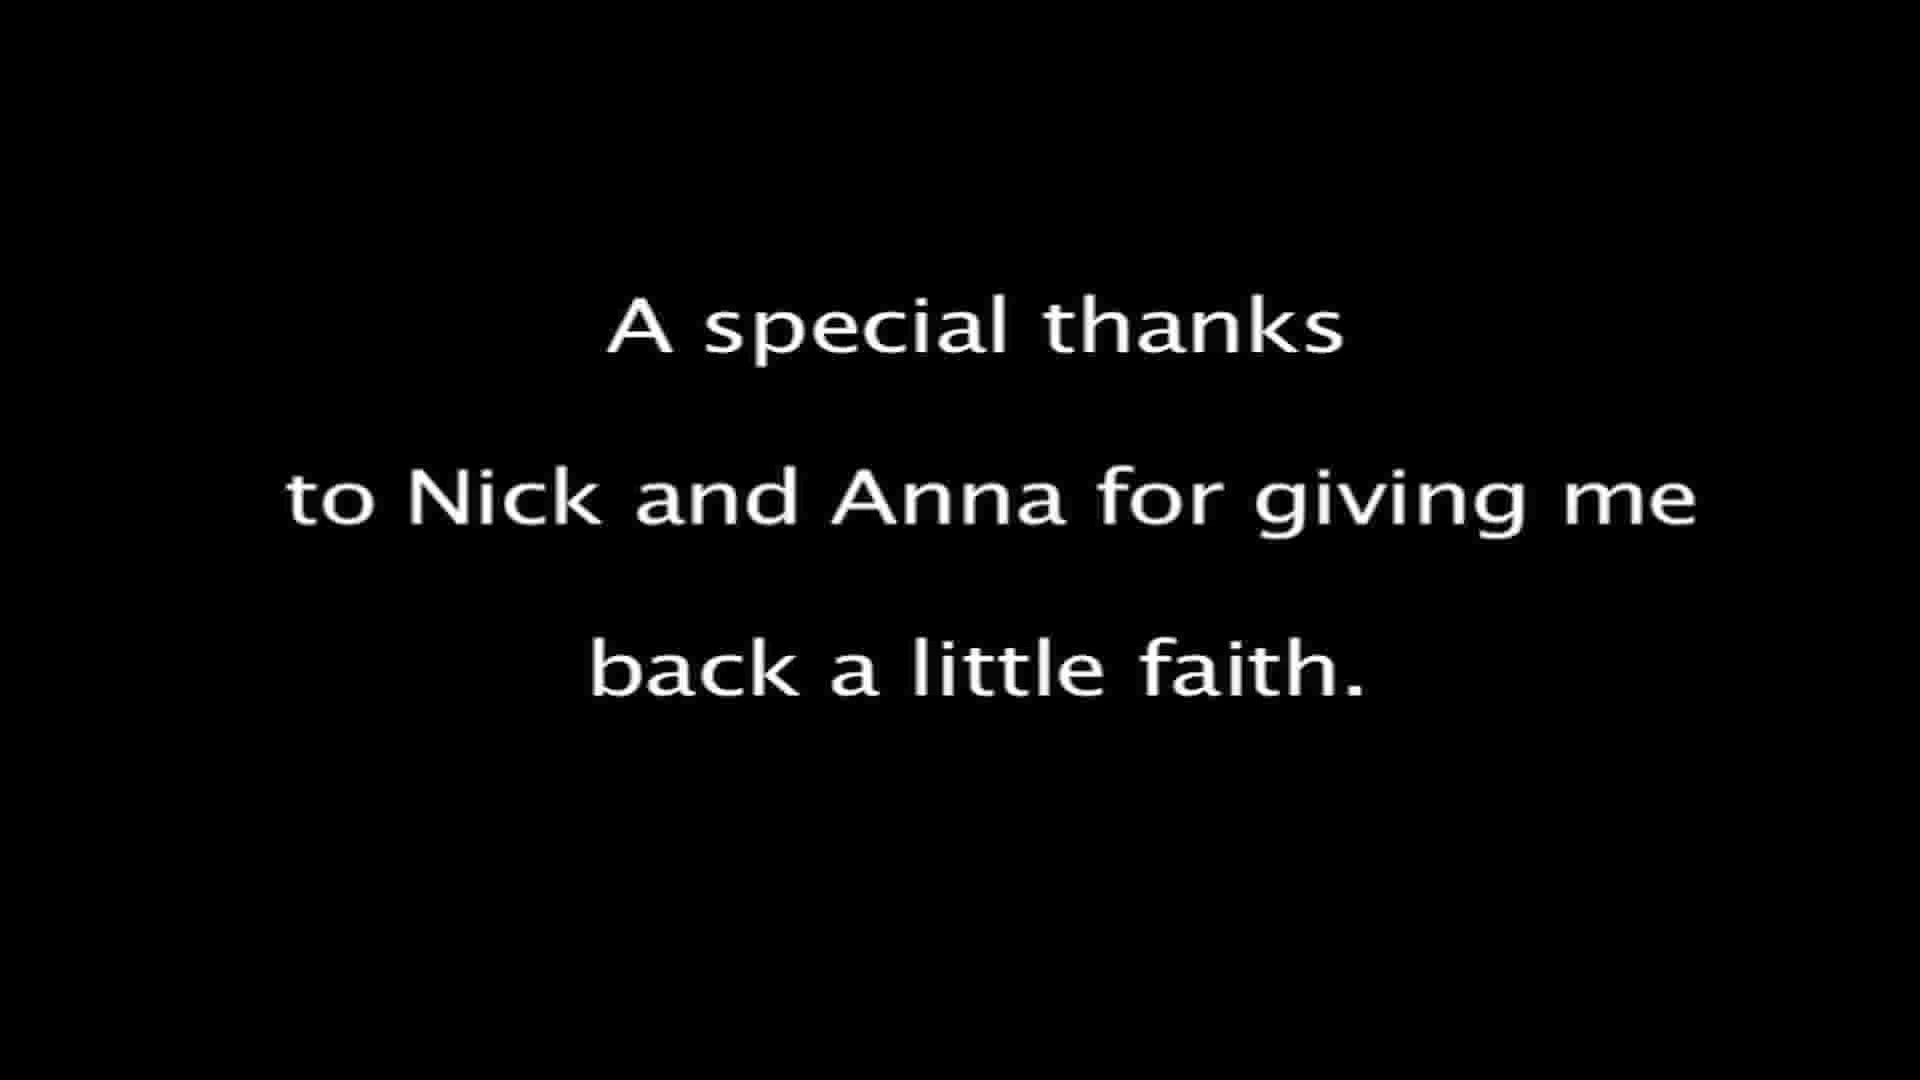 A special thanks
to Nick and Anna for giving me
back a little faith.